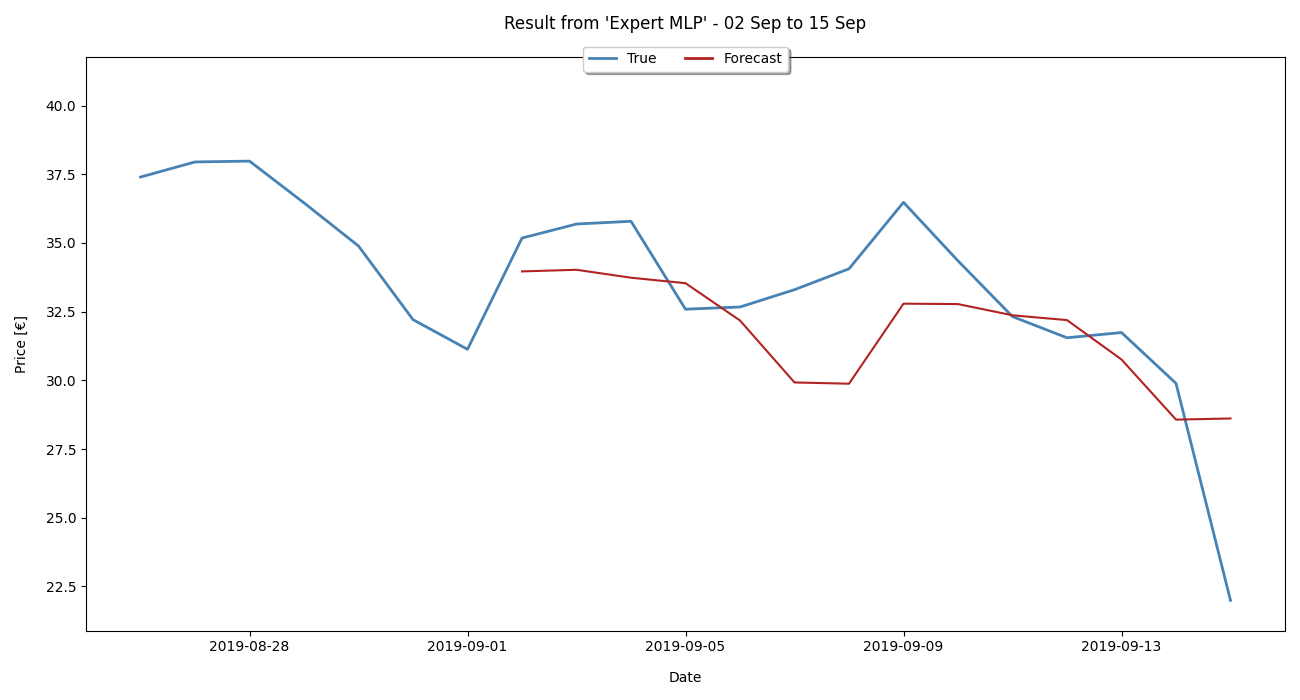 Result from 'Expert MLP' - 02 Sep to 15 Sep
True Forecast
40.0
37.5
35.0
32.5
30.0
27.5
25.0
22.5
Price [€]
2019-08-28 2019-09-01 2019-09-05 2019-09-09 2019-09-13
Date